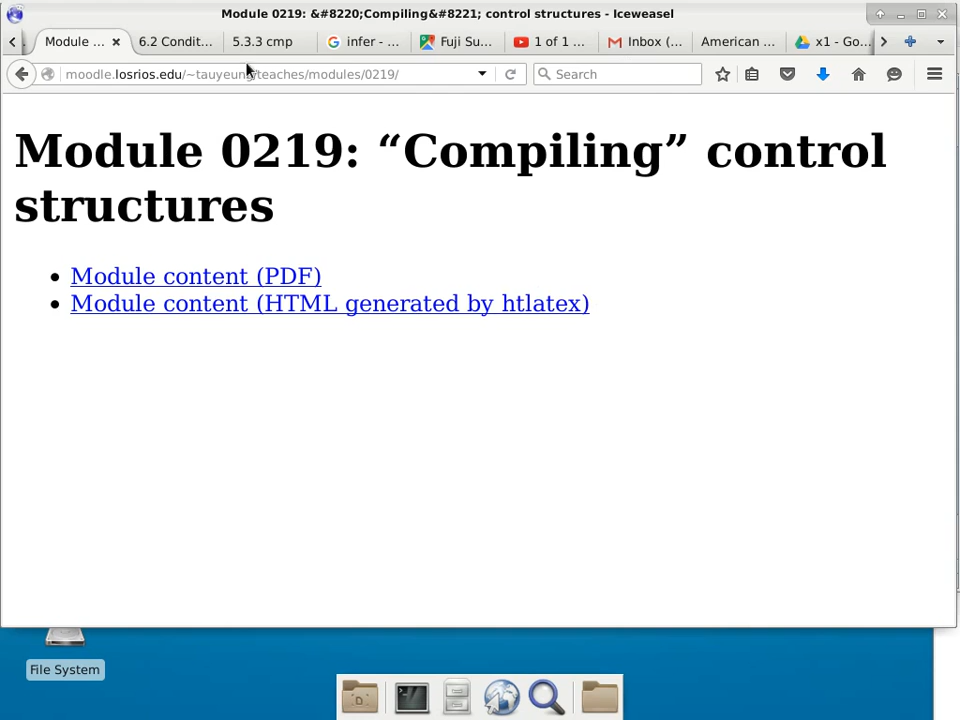 Module 0219: &#8220;Compiling&#8221; control structures - Iceweasel
Module ... 6.2 Condit... 5.3.3 cmp infer - ... Fuji Su... 1 of 1 ... Inbox (... American ... x1 - Go...
moodle.losrios.edu/~tauyeung/teaches/modules/0219/ Search
Module 0219: “Compiling” control
structures
• Module content (PDF)
• Module content (HTML generated by htlatex)
File System